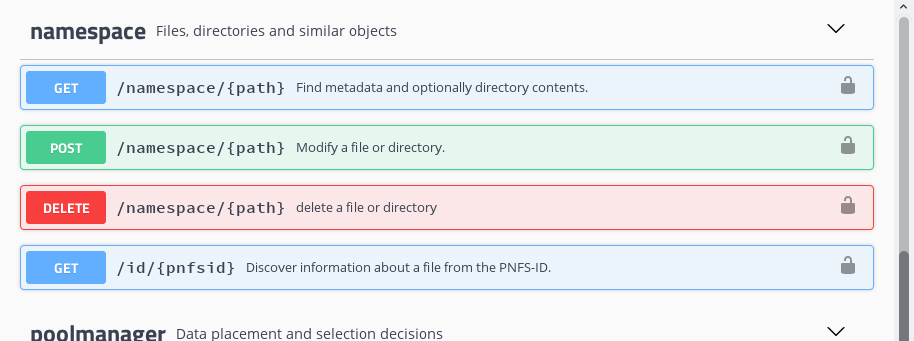 namespace Files, directories and similar objects
GET /namespace/{path} Find metadata and optionally directory contents.
POST /namespace/{path} Modify a file or directory.
DELETE /namespace/{path} delete a file or directory
GET /id/{pnfsid} Discover information about a file from the PNFS-ID.
poolmanager Data placement and selection decisions